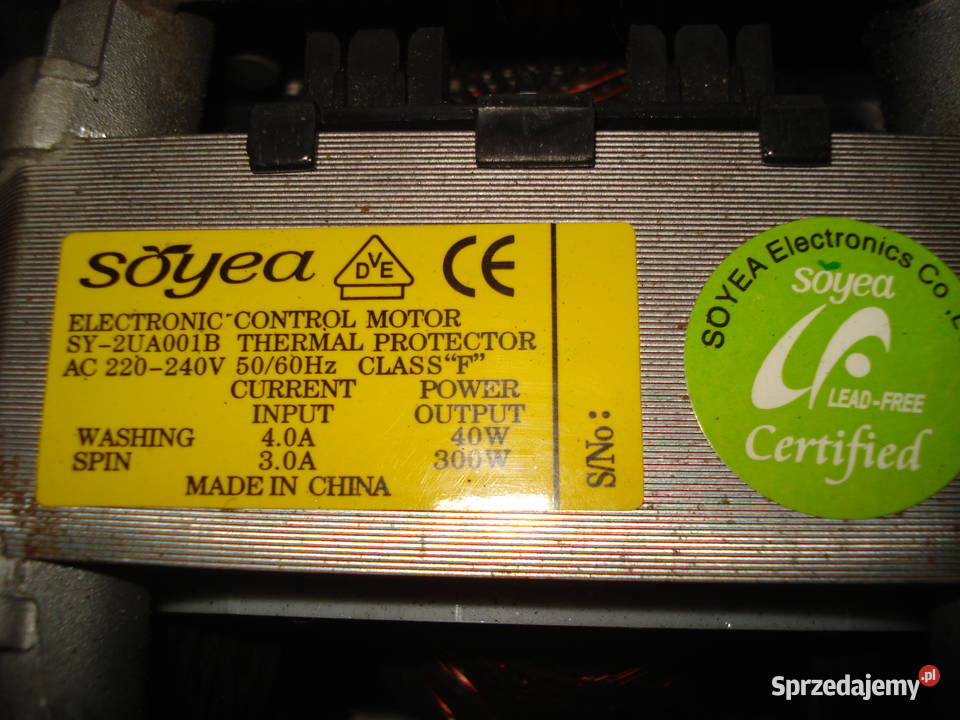 soyea DVE CE
ELECTRONIC-CONTROL MOTOR
SY-2UA001B THERMAL PROTECTOR
AC 220-240V 50/60Hz CLASS "F"
CURRENT POWER
INPUT OUTPUT
WASHING 4.0A 40W
SPIN 3.0A 300W
MADE IN CHINA
S/No:
SOYEA Electronics Co.,
soyea
LEAD-FREE
Certified
Sprzedajemy.pl